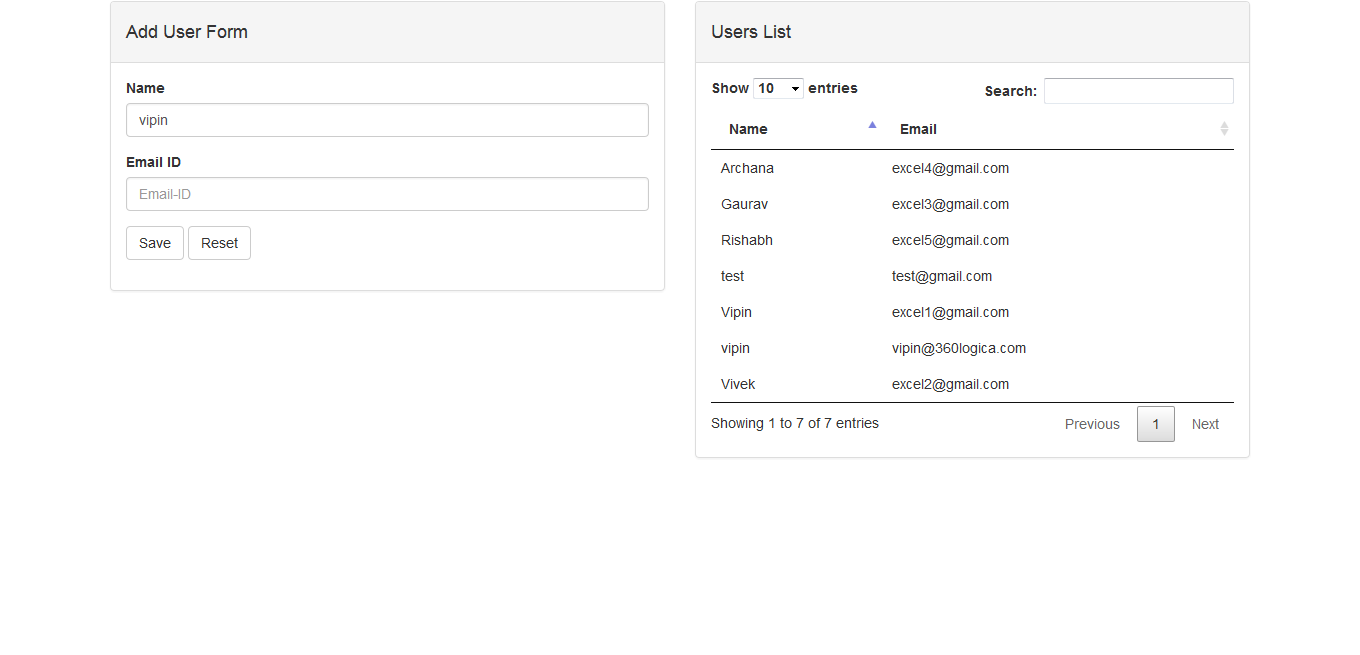 Add User Form
Name
vipin
Email ID
Email-ID
Save Reset
Users List
Show 10 entries Search:
Name Email
Archana excel4@gmail.com
Gaurav excel3@gmail.com
Rishabh excel5@gmail.com
test test@gmail.com
Vipin excel1@gmail.com
vipin vipin@360logica.com
Vivek excel2@gmail.com
Showing 1 to 7 of 7 entries Previous 1 Next